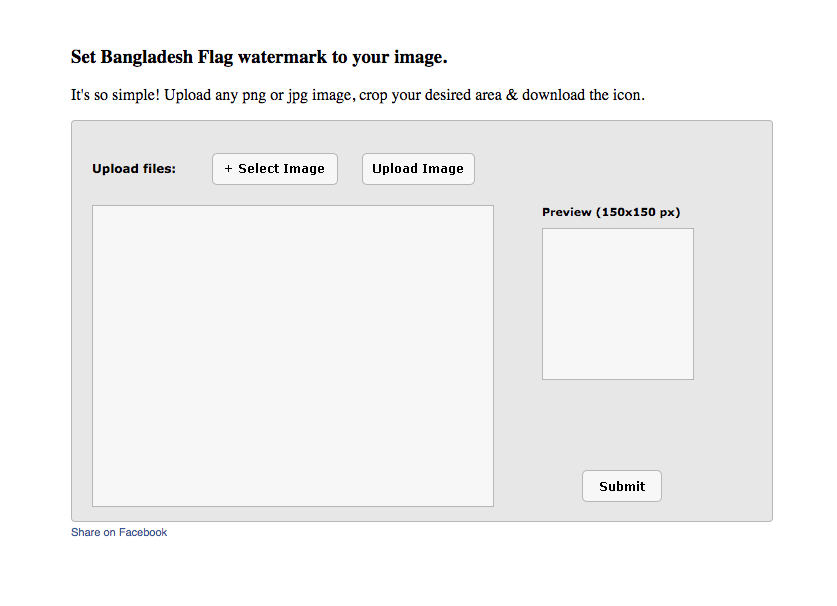 Set Bangladesh Flag watermark to your image.
It's so simple! Upload any png or jpg image, crop your desired area & download the icon.
Upload files:
+ Select Image
Upload Image
Preview (150x150 px)
Submit
Share on Facebook